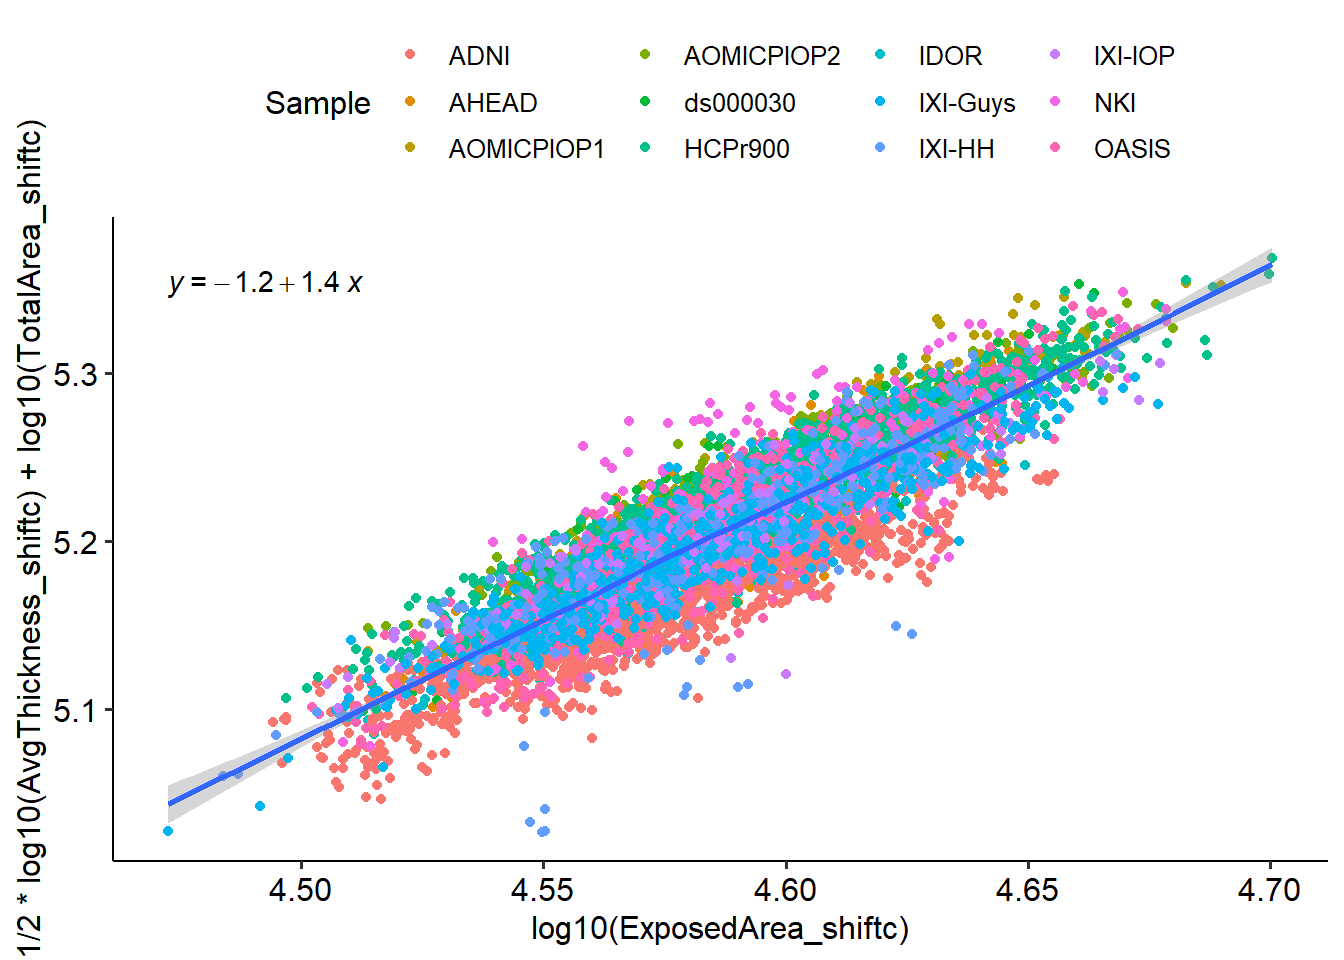 Sample
ADNI
AHEAD
AOMICPIOP1
AOMICPIOP2
ds000030
HCPr900
IDOR
IXI-Guys
IXI-HH
IXI-IOP
NKI
OASIS
1/2 * log10(AvgThickness_shiftc) + log10(TotalArea_shiftc)
y = − 1.2 + 1.4 x
5.3
5.2
5.1
4.50 4.55 4.60 4.65 4.70
log10(ExposedArea_shiftc)